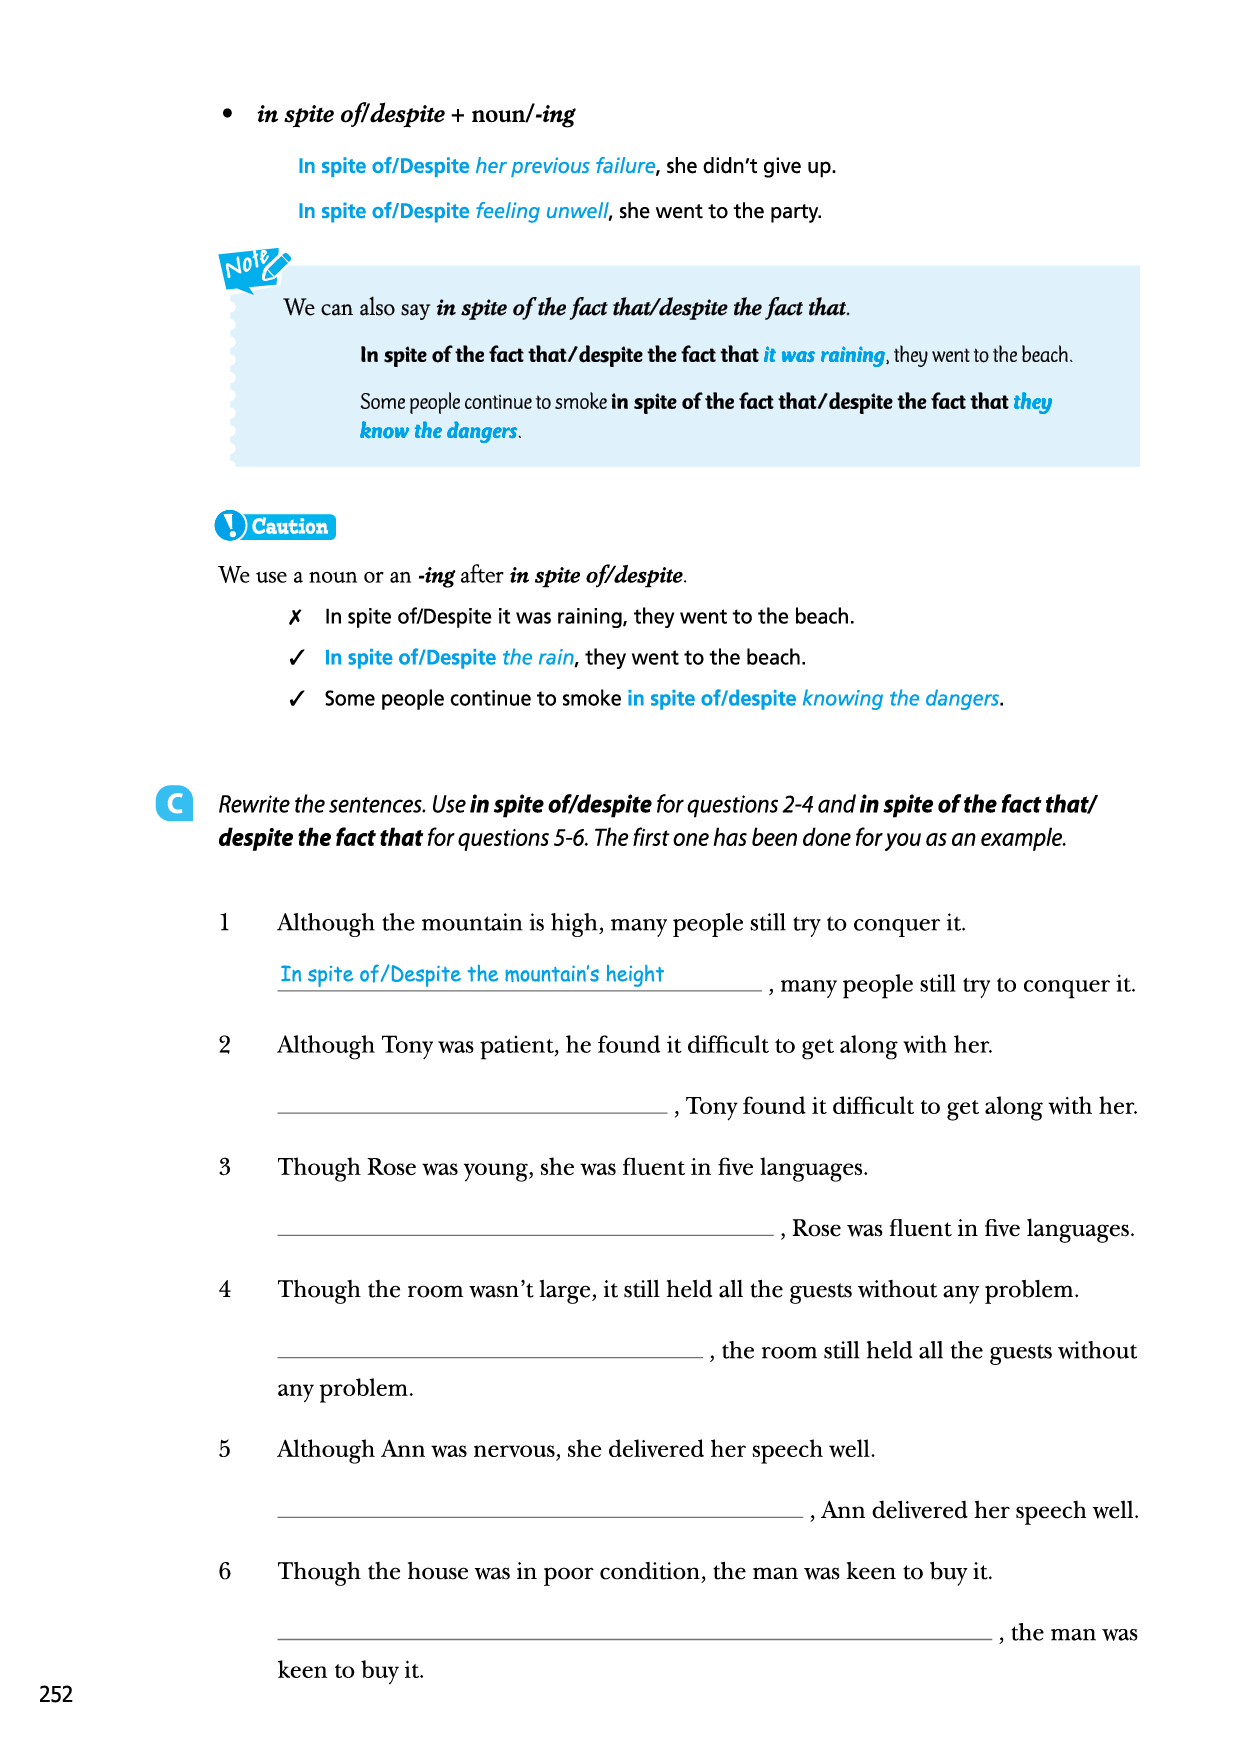 • in spite of/despite + noun/-ing
In spite of/Despite her previous failure, she didn't give up.
In spite of/Despite feeling unwell, she went to the party.
Note
We can also say in spite of the fact that/despite the fact that.
In spite of the fact that/despite the fact that it was raining, they went to the beach.
Some people continue to smoke in spite of the fact that/despite the fact that they
know the dangers.
! Caution
We use a noun or an -ing after in spite of/despite.
✗ In spite of/Despite it was raining, they went to the beach.
✓ In spite of/Despite the rain, they went to the beach.
✓ Some people continue to smoke in spite of/despite knowing the dangers.
C Rewrite the sentences. Use in spite of/despite for questions 2-4 and in spite of the fact that/
despite the fact that for questions 5-6. The first one has been done for you as an example.
1 Although the mountain is high, many people still try to conquer it.
In spite of/Despite the mountain's height , many people still try to conquer it.
2 Although Tony was patient, he found it difficult to get along with her.
, Tony found it difficult to get along with her.
3 Though Rose was young, she was fluent in five languages.
, Rose was fluent in five languages.
4 Though the room wasn't large, it still held all the guests without any problem.
, the room still held all the guests without
any problem.
5 Although Ann was nervous, she delivered her speech well.
, Ann delivered her speech well.
6 Though the house was in poor condition, the man was keen to buy it.
, the man was
keen to buy it.
252